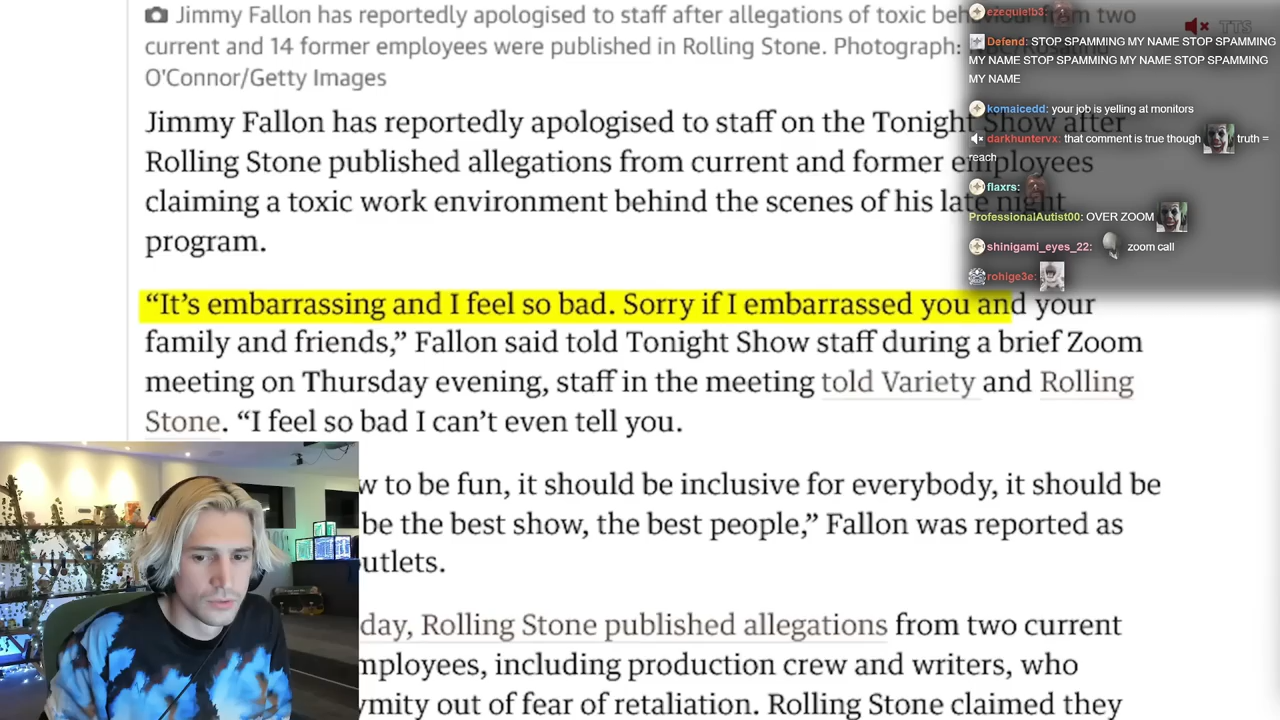 Jimmy Fallon has reportedly apologised to staff after allegations of toxic behaviour from two
current and 14 former employees were published in Rolling Stone. Photograph:
O'Connor/Getty Images
Jimmy Fallon has reportedly apologised to staff on the Tonight Show after
Rolling Stone published allegations from current and former employees
claiming a toxic work environment behind the scenes of his late night
program.
“It’s embarrassing and I feel so bad. Sorry if I embarrassed you and your
family and friends,” Fallon said told Tonight Show staff during a brief Zoom
meeting on Thursday evening, staff in the meeting told Variety and Rolling
Stone. “I feel so bad I can’t even tell you.
w to be fun, it should be inclusive for everybody, it should be
be the best show, the best people,” Fallon was reported as
outlets.
day, Rolling Stone published allegations from two current
mployees, including production crew and writers, who
ymity out of fear of retaliation. Rolling Stone claimed they
ezequielb3:
TTS
Defend: STOP SPAMMING MY NAME STOP SPAMMING
MY NAME STOP SPAMMING MY NAME STOP SPAMMING
MY NAME
komaicedd: your job is yelling at monitors
darkhuntervx: that comment is true though truth =
reach
flaxrs:
ProfessionalAutist00: OVER ZOOM
shinigami_eyes_22: zoom call
rohige3e: